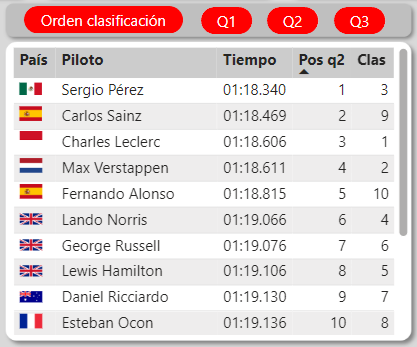 Orden clasificación Q1 Q2 Q3
País Piloto Tiempo Pos q2 Clas
Sergio Pérez 01:18.340 1 3
Carlos Sainz 01:18.469 2 9
Charles Leclerc 01:18.606 3 1
Max Verstappen 01:18.611 4 2
Fernando Alonso 01:18.815 5 10
Lando Norris 01:19.066 6 4
George Russell 01:19.076 7 6
Lewis Hamilton 01:19.106 8 5
Daniel Ricciardo 01:19.130 9 7
Esteban Ocon 01:19.136 10 8